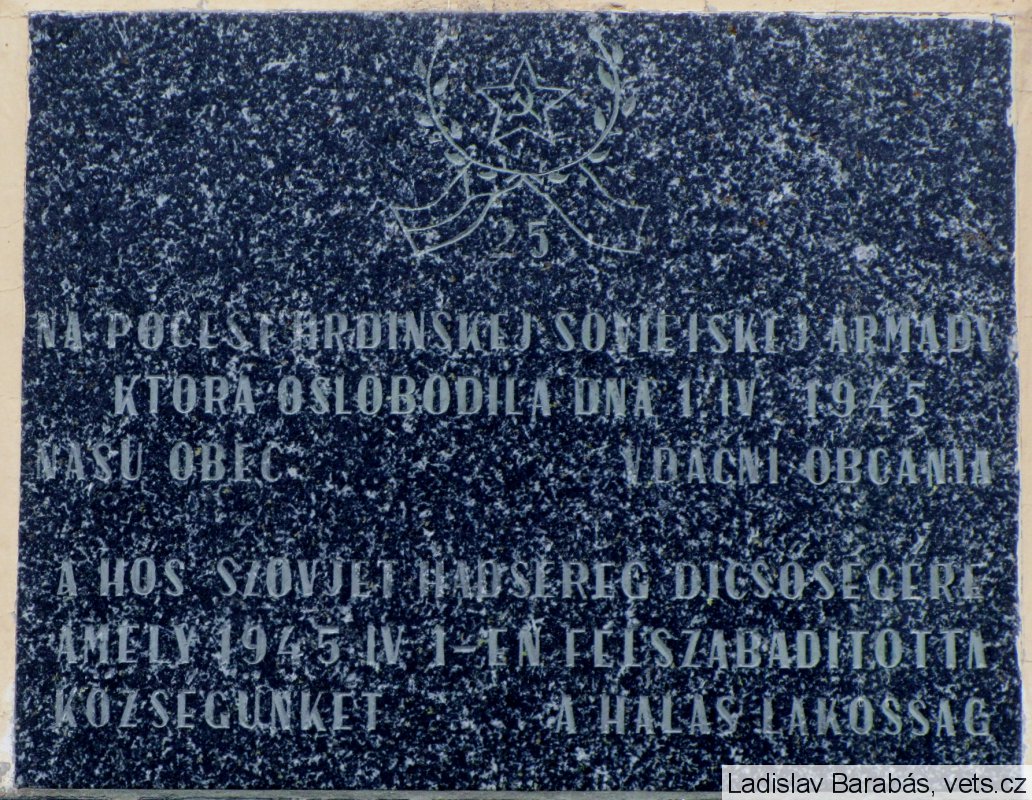 25
NA POČESŤ HRDINSKEJ SOVIETSKEJ ARMÁDY
KTORÁ OSLOBODILA DŇA 1. IV. 1945
NAŠU OBEC VĎAČNÍ OBČANIA
A HŐS SZOVJET HADSEREG DICSŐSÉGÉRE
AMELY 1945 IV 1-ÉN FELSZABADÍTOTTA
KÖZSÉGÜNKET A HÁLÁS LAKOSSÁG
Ladislav Barabás, vets.cz